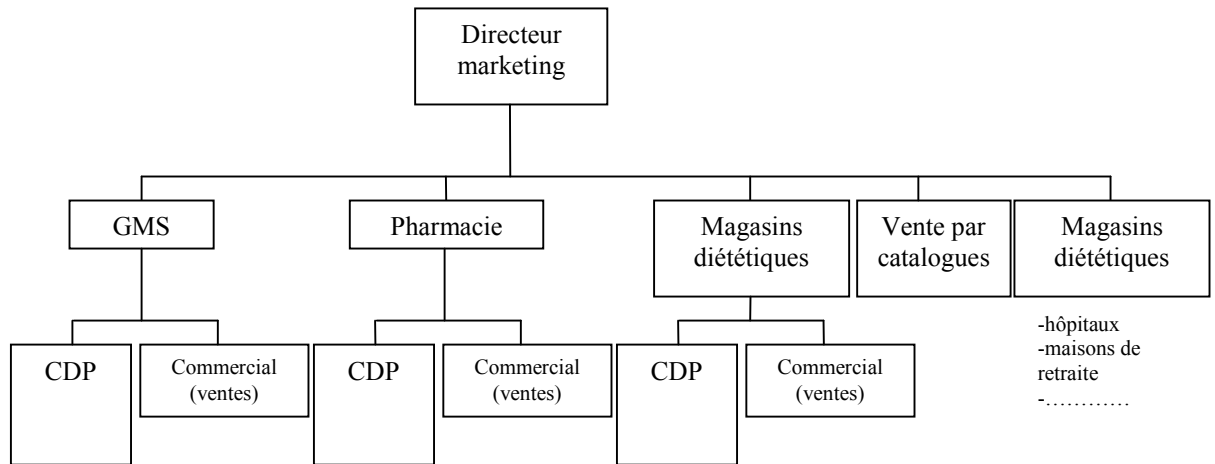 Directeur
marketing
GMS
Pharmacie
Magasins
diététiques
Vente par
catalogues
Magasins
diététiques
-hôpitaux
-maisons de
retraite
-…………
CDP
Commercial
(ventes)
CDP
Commercial
(ventes)
CDP
Commercial
(ventes)